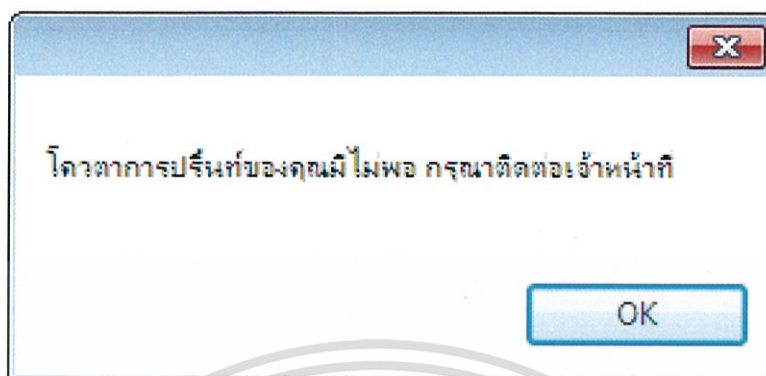 โควตาการปริ้นท์ของคุณมีไม่พอ กรุณาติดต่อเจ้าหน้าที่
OK